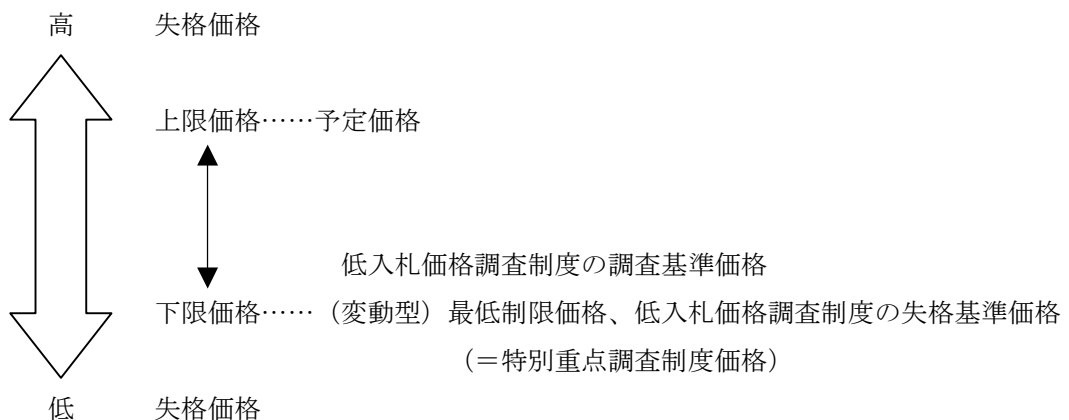 高 失格価格
上限価格……予定価格
低入札価格調査制度の調査基準価格
下限価格……（変動型）最低制限価格、低入札価格調査制度の失格基準価格
（＝特別重点調査制度価格）
低 失格価格